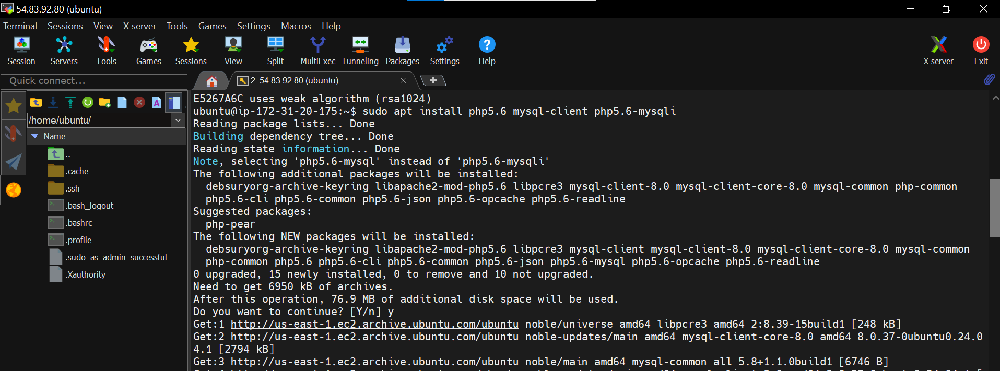 54.83.92.80 (ubuntu)
Terminal Sessions View X server Tools Games Settings Macros Help
Session Servers Tools Games Sessions View Split MultiExec Tunneling Packages Settings Help X server Exit
Quick connect...
2. 54.83.92.80 (ubuntu)
/home/ubuntu/
Name
..
.cache
.ssh
.bash_logout
.bashrc
.profile
.sudo_as_admin_successful
.Xauthority
E5267A6C uses weak algorithm (rsa1024)
ubuntu@ip-172-31-20-175:~$ sudo apt install php5.6 mysql-client php5.6-mysqli
Reading package lists... Done
Building dependency tree... Done
Reading state information... Done
Note, selecting 'php5.6-mysql' instead of 'php5.6-mysqli'
The following additional packages will be installed:
debsuryorg-archive-keyring libapache2-mod-php5.6 libpcre3 mysql-client-8.0 mysql-client-core-8.0 mysql-common php-common
php5.6-cli php5.6-common php5.6-json php5.6-opcache php5.6-readline
Suggested packages:
php-pear
The following NEW packages will be installed:
debsuryorg-archive-keyring libapache2-mod-php5.6 libpcre3 mysql-client mysql-client-8.0 mysql-client-core-8.0 mysql-common
php-common php5.6 php5.6-cli php5.6-common php5.6-json php5.6-mysql php5.6-opcache php5.6-readline
0 upgraded, 15 newly installed, 0 to remove and 10 not upgraded.
Need to get 6950 kB of archives.
After this operation, 76.9 MB of additional disk space will be used.
Do you want to continue? [Y/n] y
Get:1 http://us-east-1.ec2.archive.ubuntu.com/ubuntu noble/universe amd64 libpcre3 amd64 2:8.39-15build1 [248 kB]
Get:2 http://us-east-1.ec2.archive.ubuntu.com/ubuntu noble-updates/main amd64 mysql-client-core-8.0 amd64 8.0.37-0ubuntu0.24.0
4.1 [2794 kB]
Get:3 http://us-east-1.ec2.archive.ubuntu.com/ubuntu noble/main amd64 mysql-common all 5.8+1.1.0build1 [6746 B]